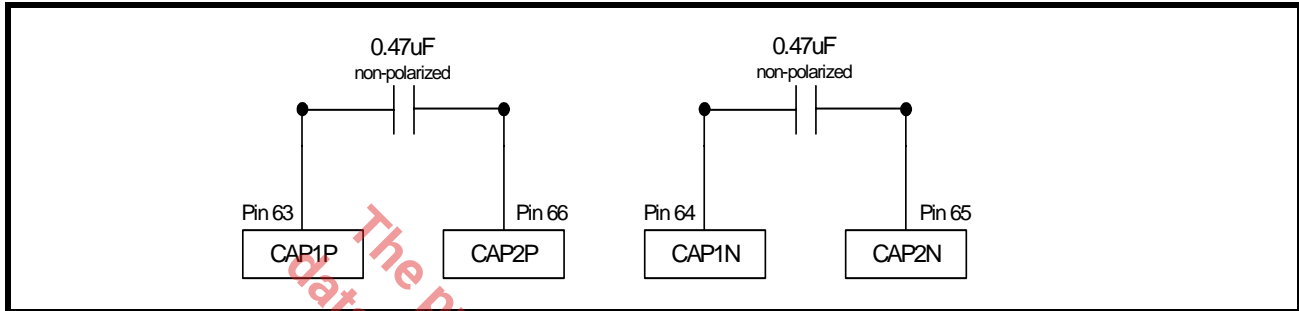 0.47uF
non-polarized
0.47uF
non-polarized
Pin 63
Pin 66
Pin 64
Pin 65
CAP1P
CAP2P
CAP1N
CAP2N
The